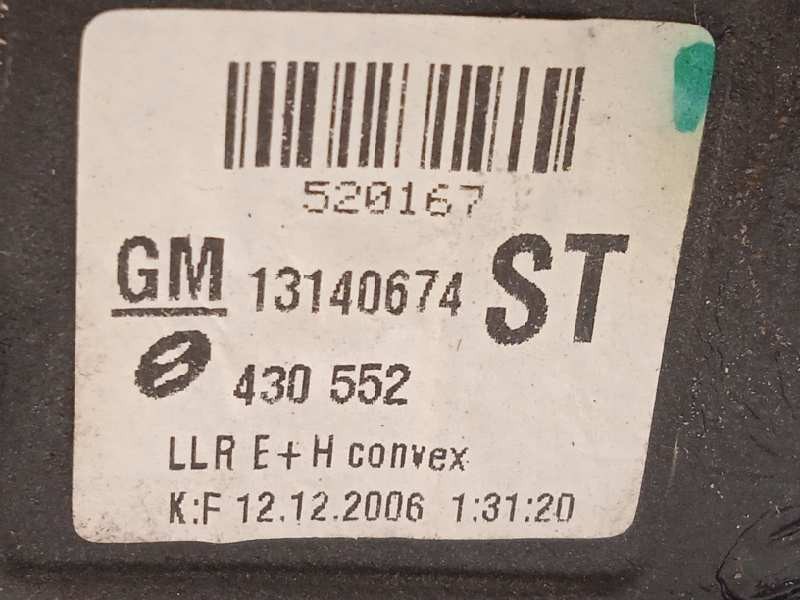 520167
GM 13140674 ST
430 552
LLR E+H convex
K:F 12.12.2006 1:31:20